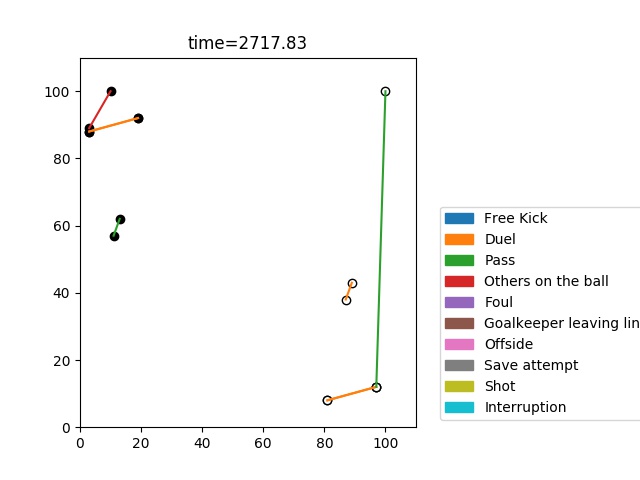 time=2717.83
100
80
60
40
20
0
0 20 40 60 80 100
Free Kick
Duel
Pass
Others on the ball
Foul
Goalkeeper leaving lin
Offside
Save attempt
Shot
Interruption